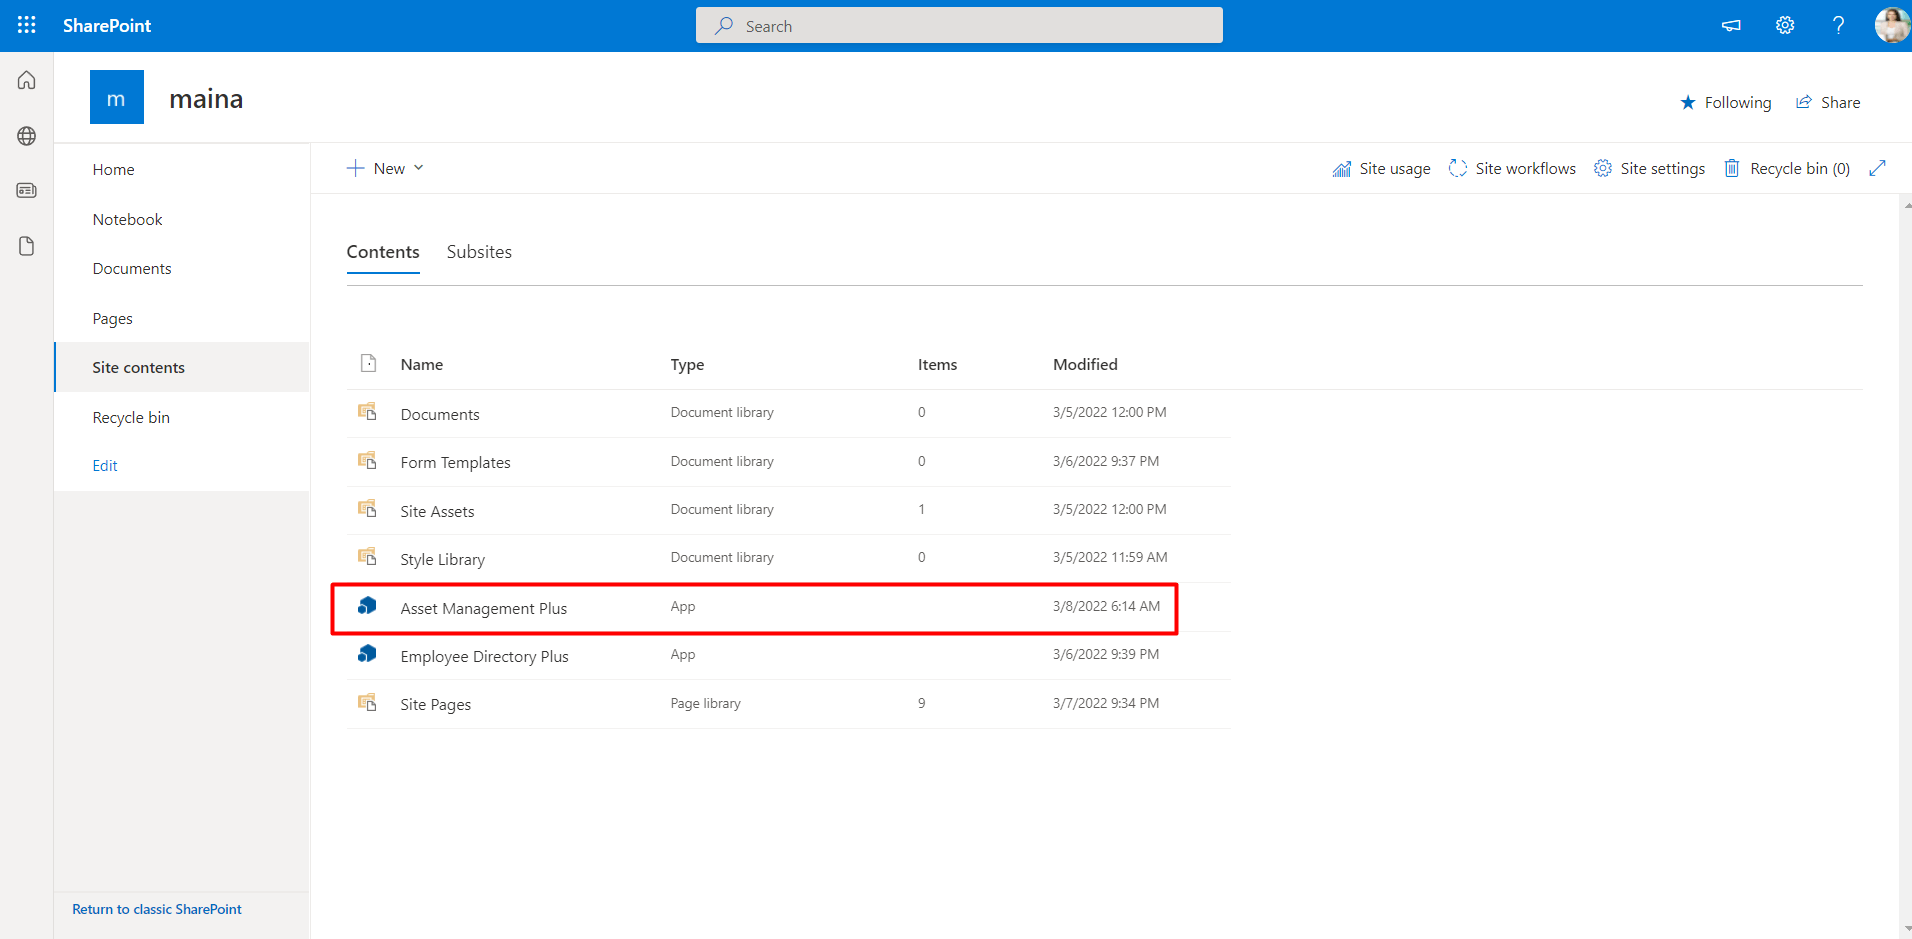 SharePoint
Search
?
m
maina
Following
Share
Home
Notebook
Documents
Pages
Site contents
Recycle bin
Edit
Return to classic SharePoint
New
Site usage
Site workflows
Site settings
Recycle bin (0)
Contents Subsites
Name Type Items Modified
Documents Document library 0 3/5/2022 12:00 PM
Form Templates Document library 0 3/6/2022 9:37 PM
Site Assets Document library 1 3/5/2022 12:00 PM
Style Library Document library 0 3/5/2022 11:59 AM
Asset Management Plus App 3/8/2022 6:14 AM
Employee Directory Plus App 3/6/2022 9:39 PM
Site Pages Page library 9 3/7/2022 9:34 PM